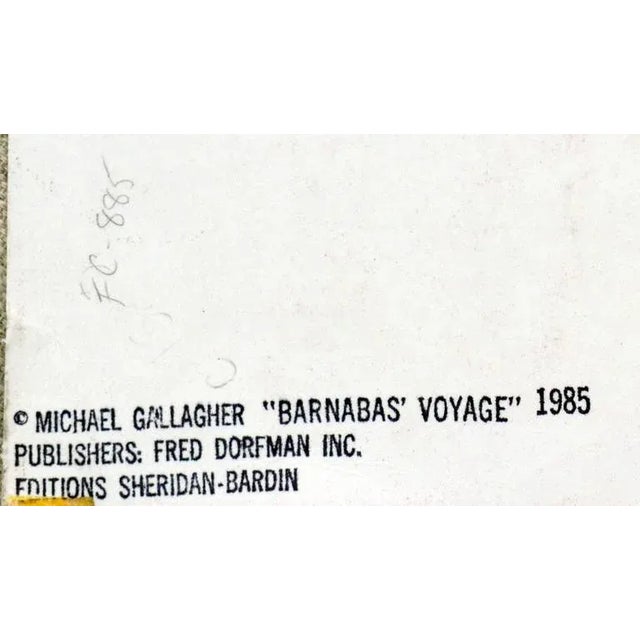 FC-885
© MICHAEL GALLAGHER "BARNABAS' VOYAGE" 1985
PUBLISHERS: FRED DORFMAN INC.
EDITIONS SHERIDAN-BARDIN